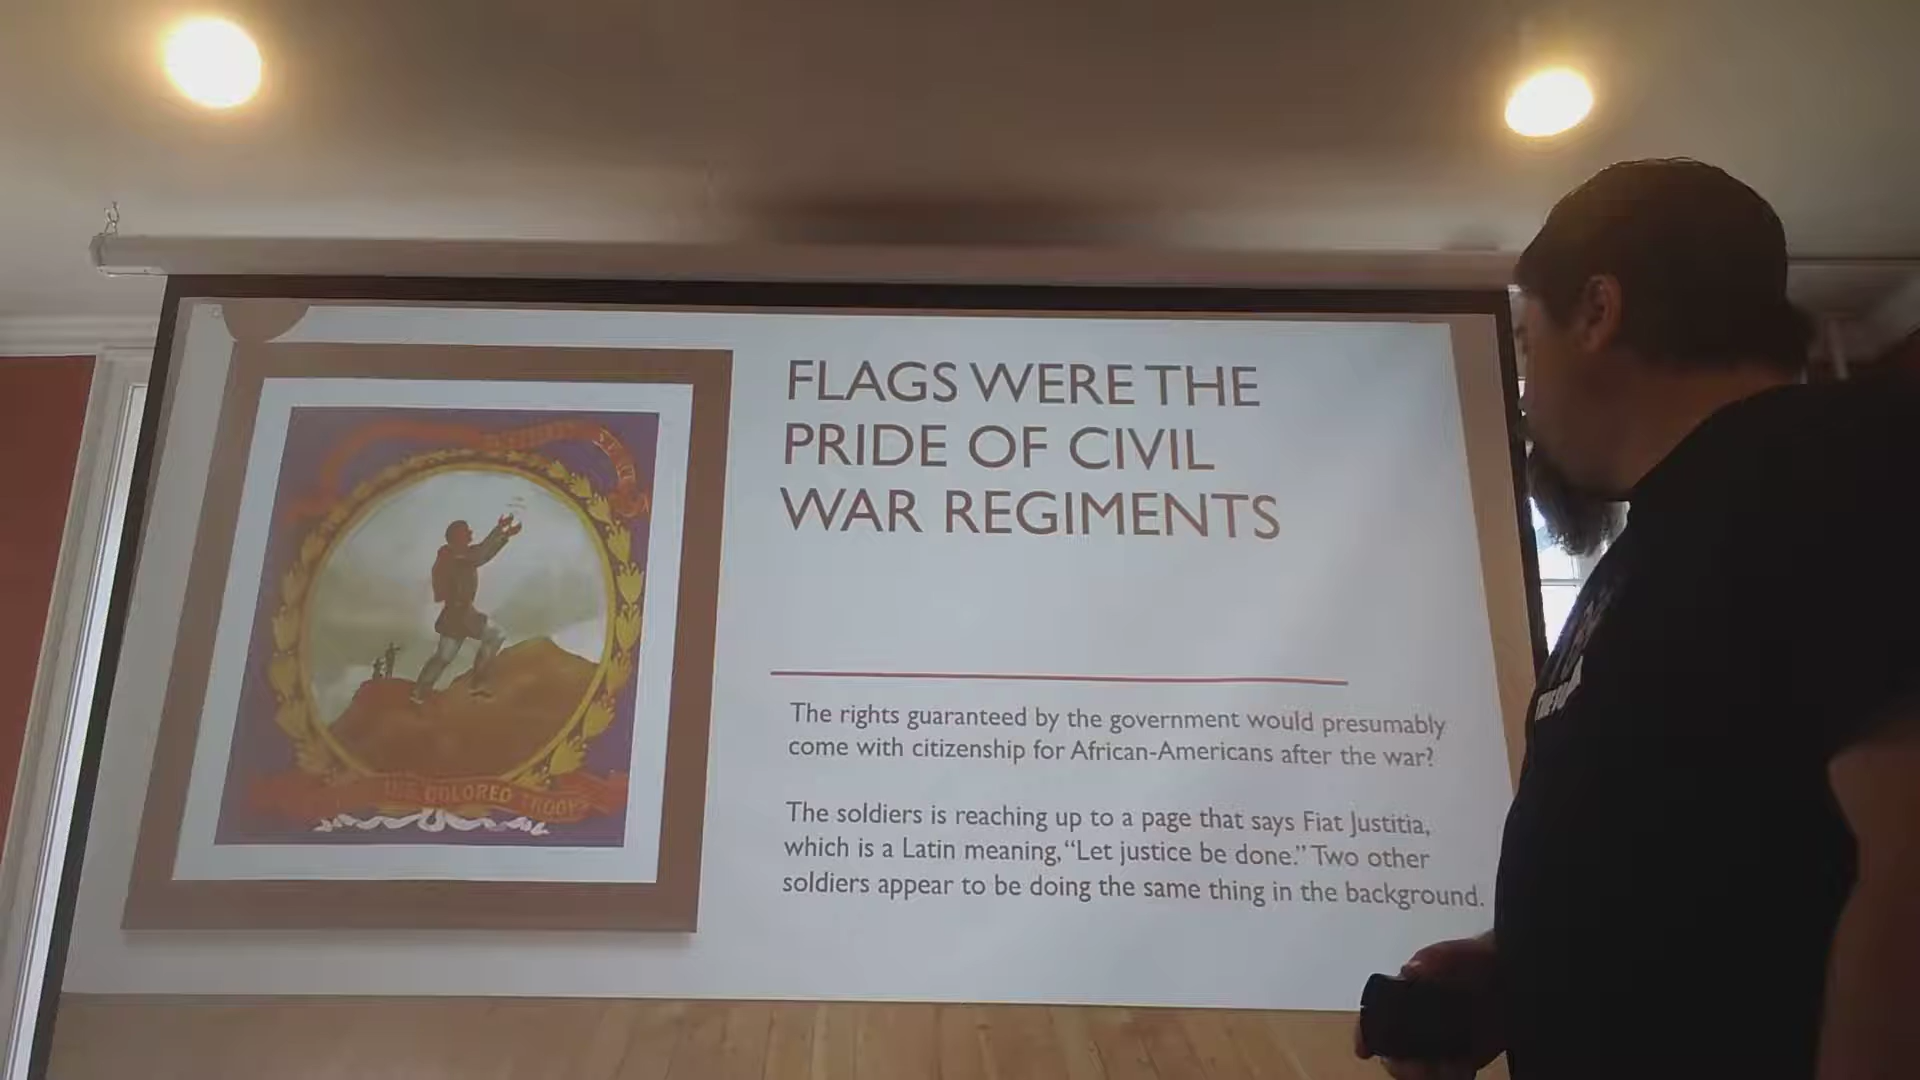 FLAGS WERE THE
PRIDE OF CIVIL
WAR REGIMENTS
The rights guaranteed by the government would presumably
come with citizenship for African-Americans after the war?
The soldiers is reaching up to a page that says Fiat Justitia,
which is a Latin meaning, “Let justice be done.” Two other
soldiers appear to be doing the same thing in the background.
COLORED TROOPS